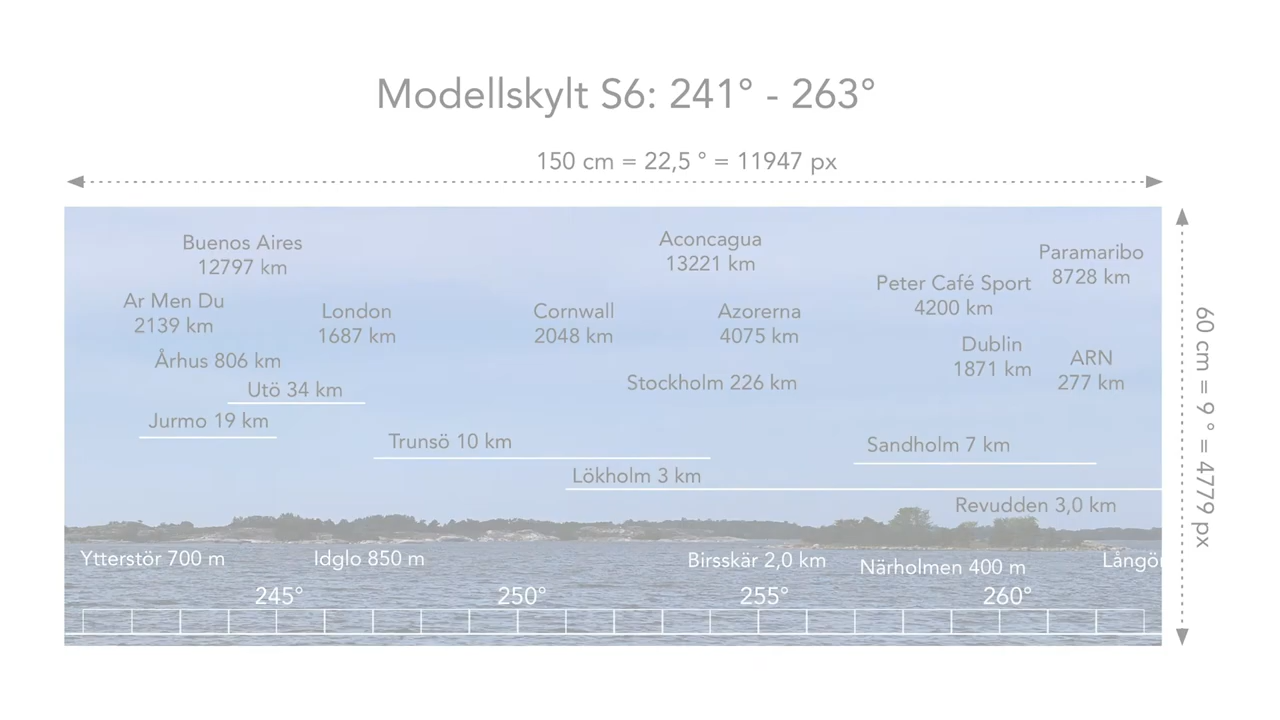 Modellskylt S6: 241° - 263°
150 cm = 22,5 ° = 11947 px
Buenos Aires
12797 km
Aconcagua
13221 km
Paramaribo
8728 km
Peter Café Sport
4200 km
Ar Men Du
2139 km
London
1687 km
Cornwall
2048 km
Azorerna
4075 km
Dublin
1871 km
ARN
277 km
Århus 806 km
Utö 34 km
Stockholm 226 km
Jurmo 19 km
Trunsö 10 km
Sandholm 7 km
Lökholm 3 km
Revudden 3,0 km
60 cm = 9 ° = 4779 px
Ytterstör 700 m
Idglo 850 m
Birsskär 2,0 km
Närholmen 400 m
Långör
245°
250°
255°
260°